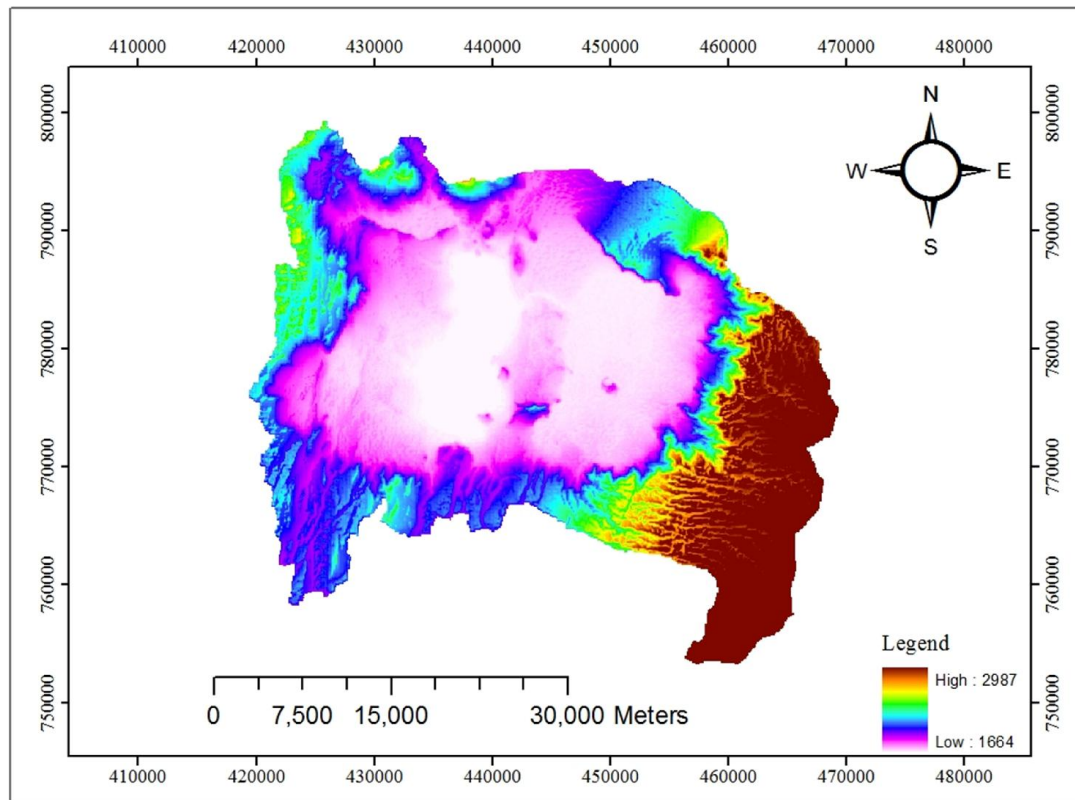 410000 420000 430000 440000 450000 460000 470000 480000
800000 800000
N
W E
S
790000 790000
780000 780000
770000 770000
760000 760000
Legend
High : 2987
Low : 1664
750000 750000
0 7,500 15,000 30,000 Meters
410000 420000 430000 440000 450000 460000 470000 480000